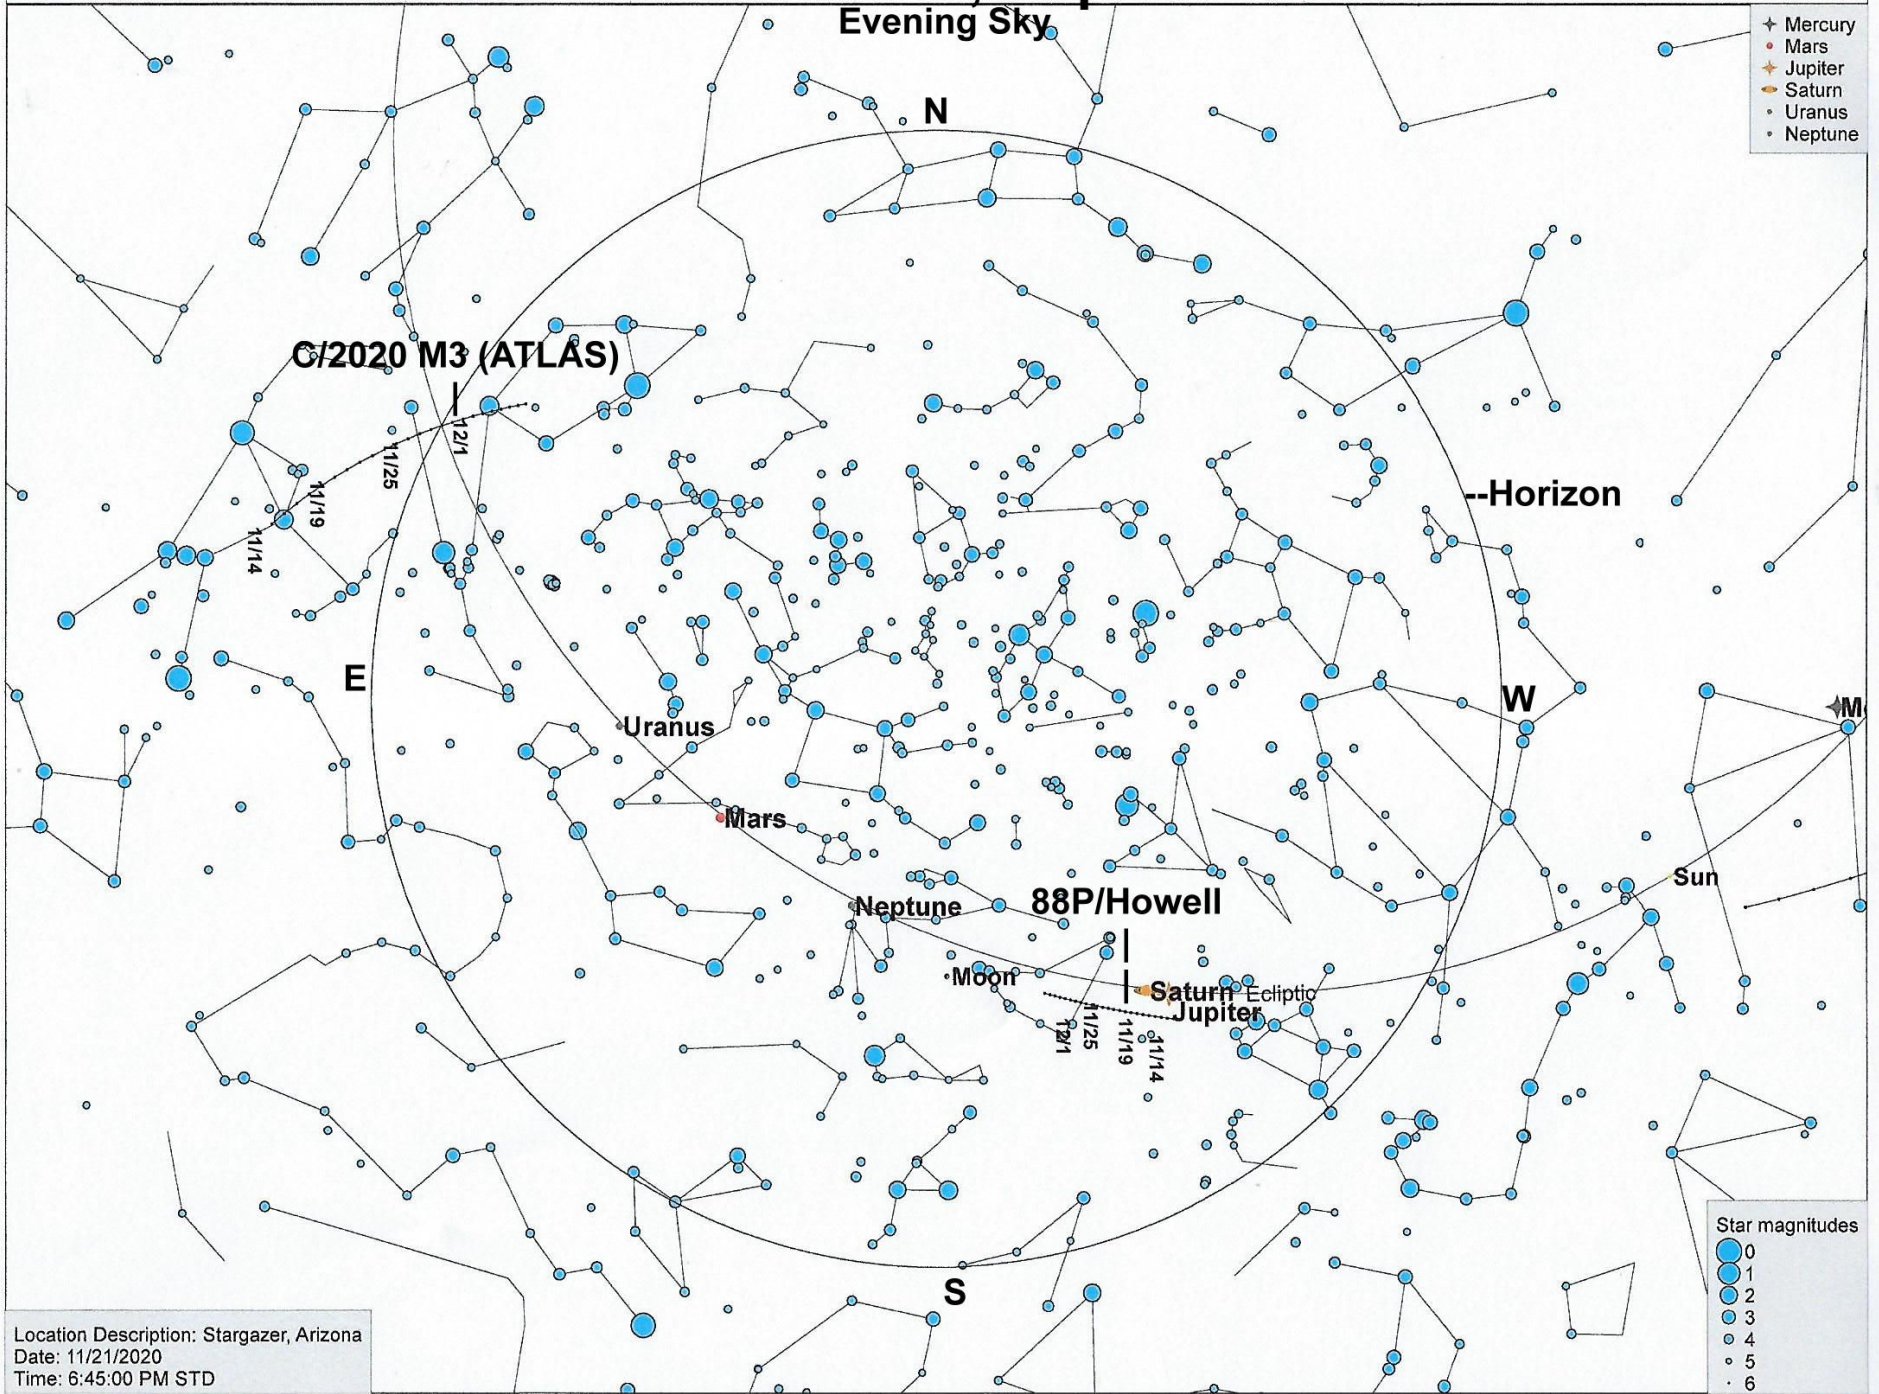 Evening Sky
Mercury
Mars
Jupiter
Saturn
Uranus
Neptune
N
C/2020 M3 (ATLAS)
12/1
11/25
11/19
11/14
--Horizon
E
W
Uranus
Mars
Sun
88P/Howell
Neptune
Moon
Saturn
Ecliptic
Jupiter
12/1
11/25
11/19
11/14
S
Star magnitudes
0
1
2
3
4
5
6
Location Description: Stargazer, Arizona
Date: 11/21/2020
Time: 6:45:00 PM STD